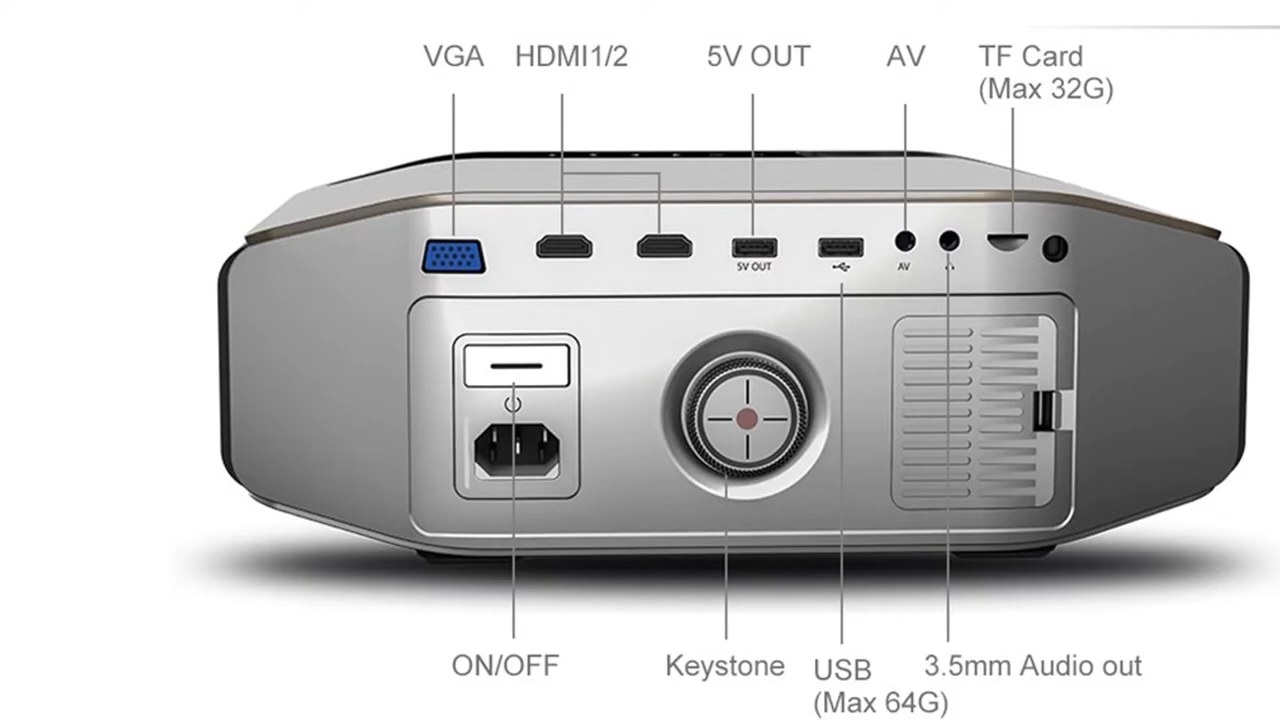 VGA
HDMI1/2
5V OUT
AV
TF Card
(Max 32G)
5V OUT
AV
ON/OFF
Keystone
USB
(Max 64G)
3.5mm Audio out